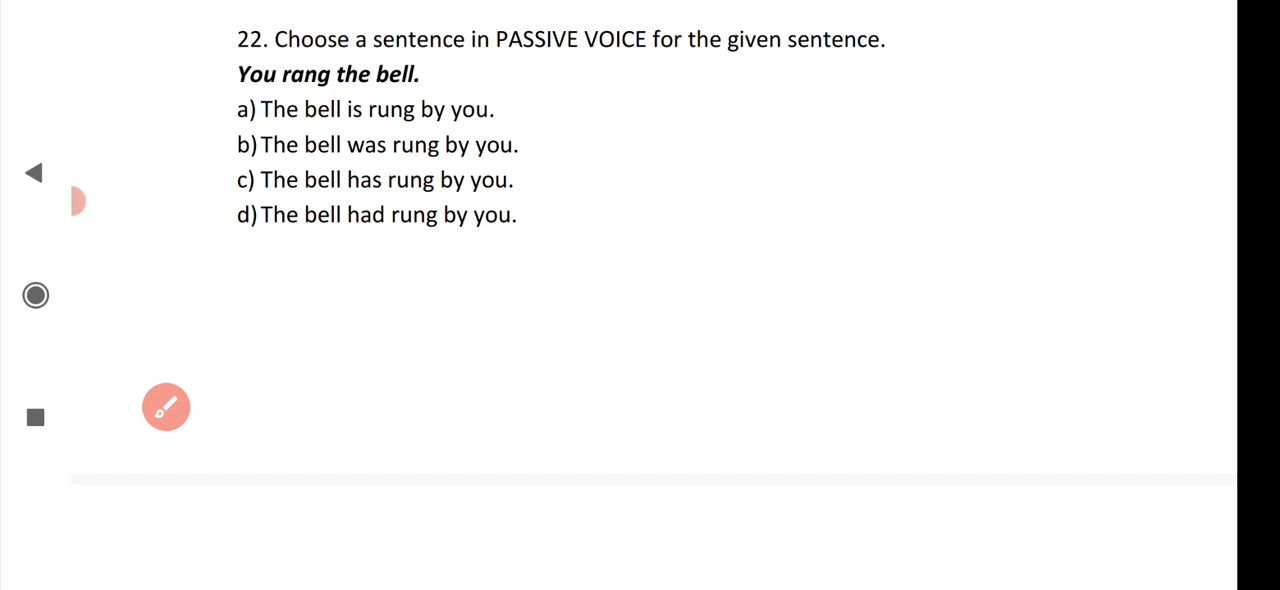 22. Choose a sentence in PASSIVE VOICE for the given sentence.
You rang the bell.
a) The bell is rung by you.
b) The bell was rung by you.
c) The bell has rung by you.
d) The bell had rung by you.